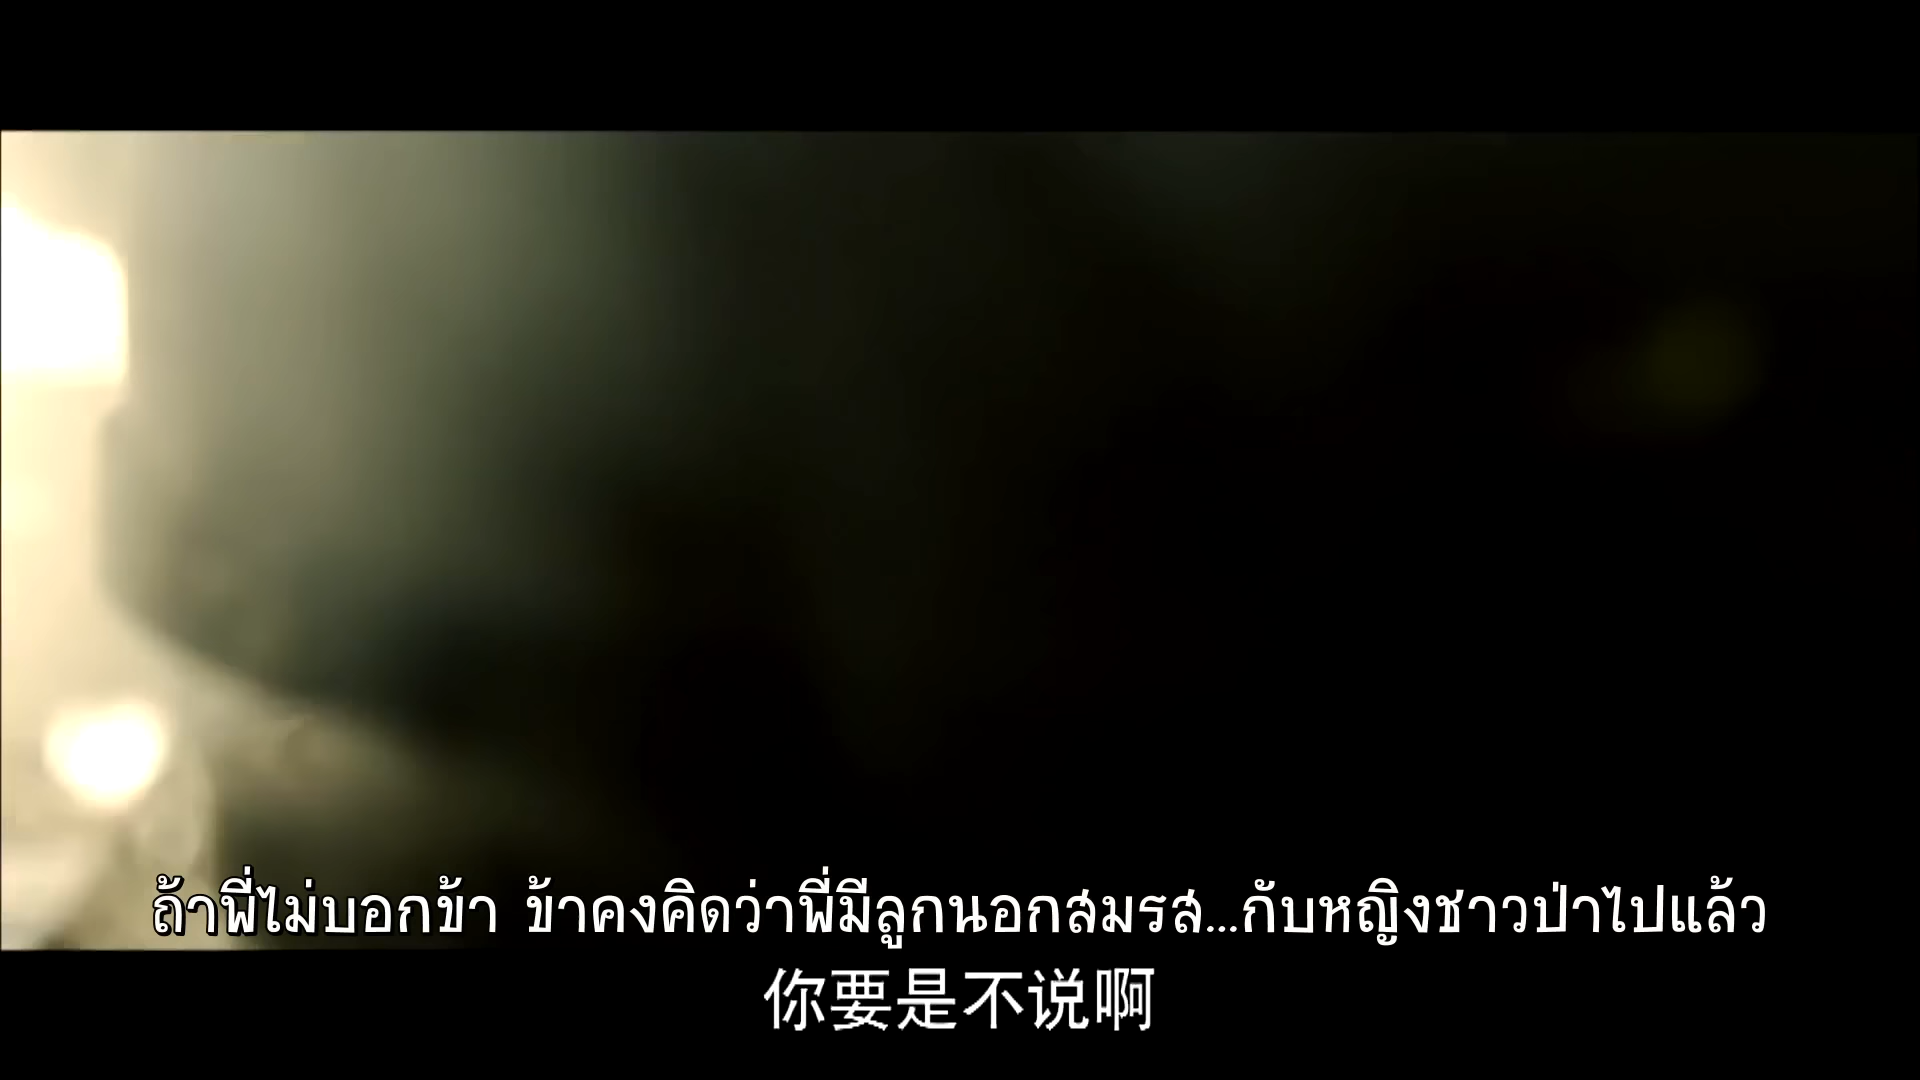 ถ้าพี่ไม่บอกข้า ข้าคงคิดว่าพี่มีลูกนอกสมรส...กับหญิงชาวป่าไปแล้ว
你要是不说啊